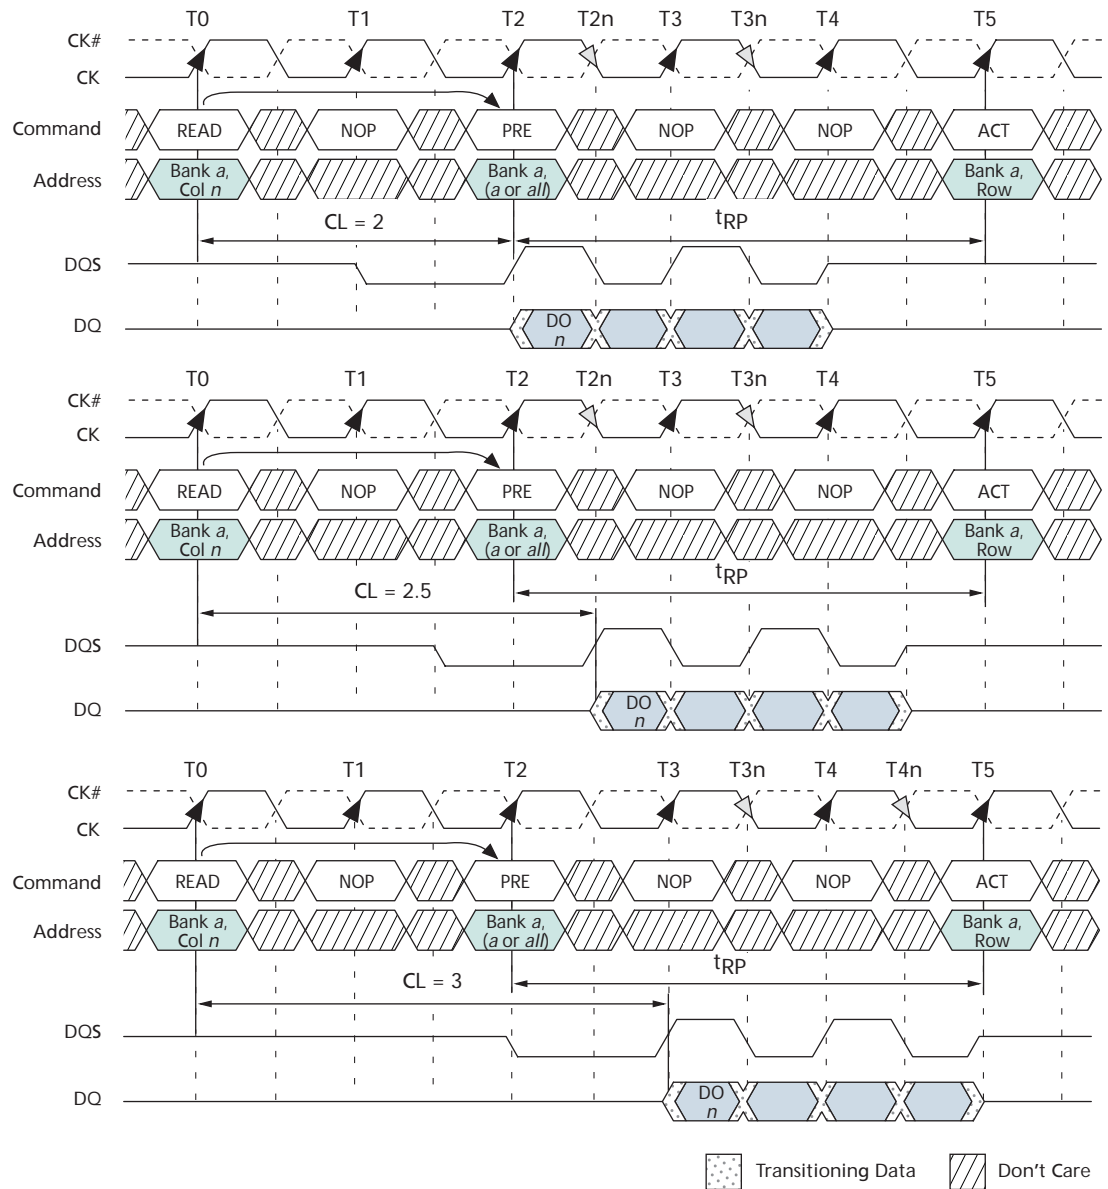 T0 T1 T2 T2n T3 T3n T4 T5
CK#
CK
Command READ NOP PRE NOP NOP ACT
Address Bank a, Col n Bank a, (a or all) Bank a, Row
CL = 2 tRP
DQS
DQ DO n
T0 T1 T2 T2n T3 T3n T4 T5
CK#
CK
Command READ NOP PRE NOP NOP ACT
Address Bank a, Col n Bank a, (a or all) Bank a, Row
tRP
CL = 2.5
DQS
DQ DO n
T0 T1 T2 T3 T3n T4 T4n T5
CK#
CK
Command READ NOP PRE NOP NOP ACT
Address Bank a, Col n Bank a, (a or all) Bank a, Row
tRP
CL = 3
DQS
DQ DO n
Transitioning Data Don't Care